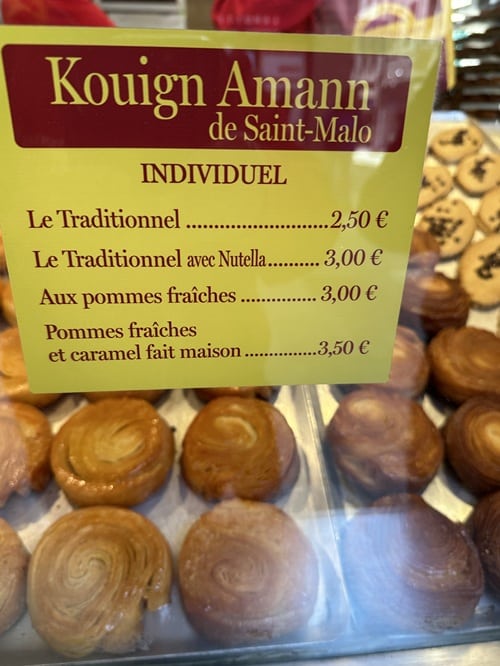 Kouign Amann
de Saint-Malo
INDIVIDUEL
Le Traditionnel ............................2,50 €
Le Traditionnel avec Nutella.......... 3,00 €
Aux pommes fraîches ............... 3,00 €
Pommes fraîches
et caramel fait maison ..............3,50 €